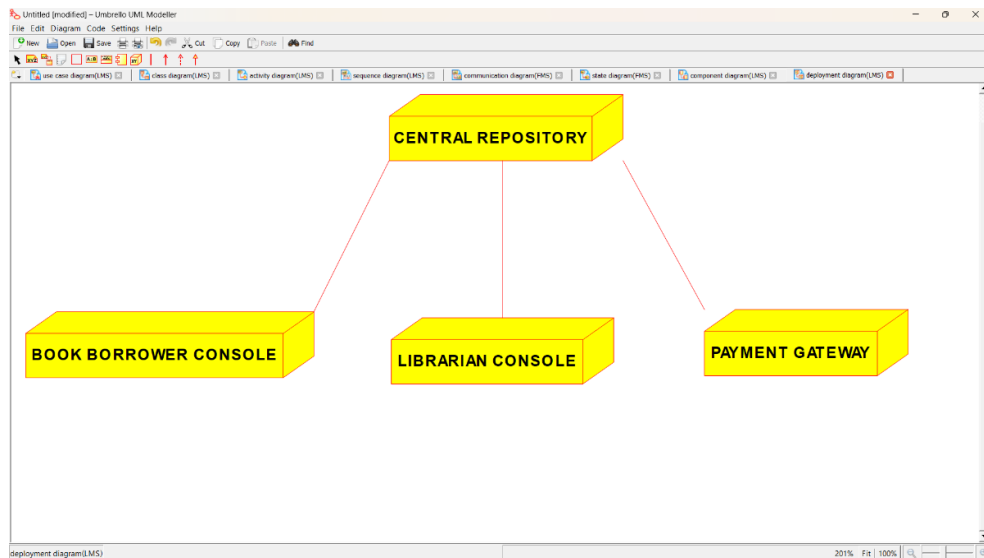 Untitled [modified] – Umbrello UML Modeller
File Edit Diagram Code Settings Help
New Open Save Cut Copy Paste Find
use case diagram(LMS) class diagram(LMS) activity diagram(LMS) sequence diagram(LMS) communication diagram(FMS) state diagram(FMS) component diagram(LMS) deployment diagram(LMS)
CENTRAL REPOSITORY
BOOK BORROWER CONSOLE
LIBRARIAN CONSOLE
PAYMENT GATEWAY
deployment diagram(LMS) 201% Fit 100%